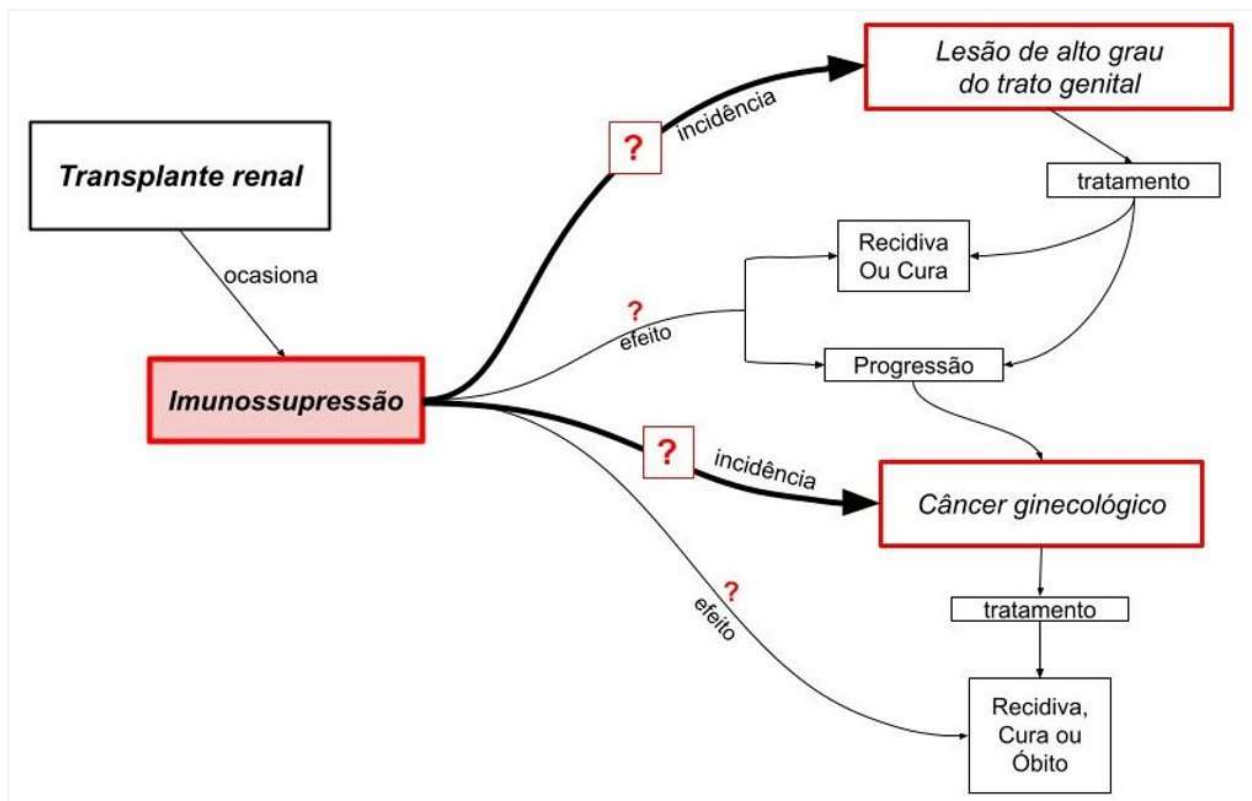 Lesão de alto grau
do trato genital
incidência
?
Transplante renal
tratamento
ocasiona
Recidiva
Ou Cura
?
efeito
Progressão
Imunossupressão
?
incidência
Câncer ginecológico
?
efeito
tratamento
Recidiva,
Cura ou
Óbito